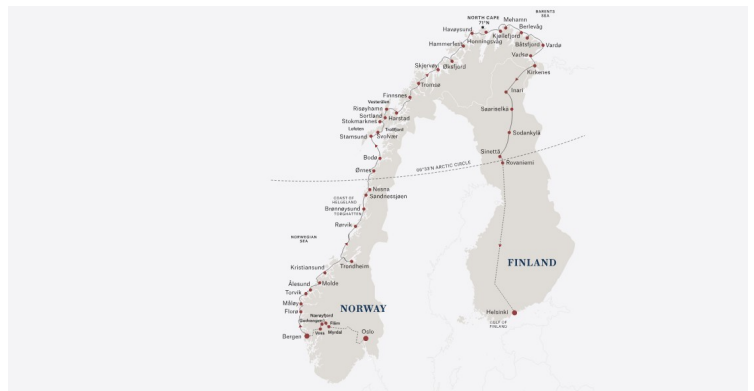 BARENTS
SEA
NORTH CAPE
71°N
Mehamn
Berlevåg
Havøysund
Kjøllefjord
Honningsvåg
Båtsfjord
Vardø
Hammerfest
Vadsø
Øksfjord
Kirkenes
Skjervøy
Tromsø
Inari
Finnsnes
Vesterålen
Risøyhamn
Harstad
Saariselkä
Sortland
Stokmarknes
Lofoten
Trollfjord
Stamsund
Svolvær
Sodankylä
Bodø
Sinettä
Ørnes
66°33'N ARCTIC CIRCLE
Rovaniemi
Nesna
COAST OF
HELGELAND
Sandnessjøen
Brønnøysund
TORGHATTEN
Rørvik
NORWEGIAN
SEA
Trondheim
FINLAND
Kristiansund
Molde
Ålesund
Torvik
Måløy
NORWAY
Florø
Helsinki
Nærøyfjord
GULF OF
FINLAND
Gudvangen
Flåm
Voss
Myrdal
Oslo
Bergen